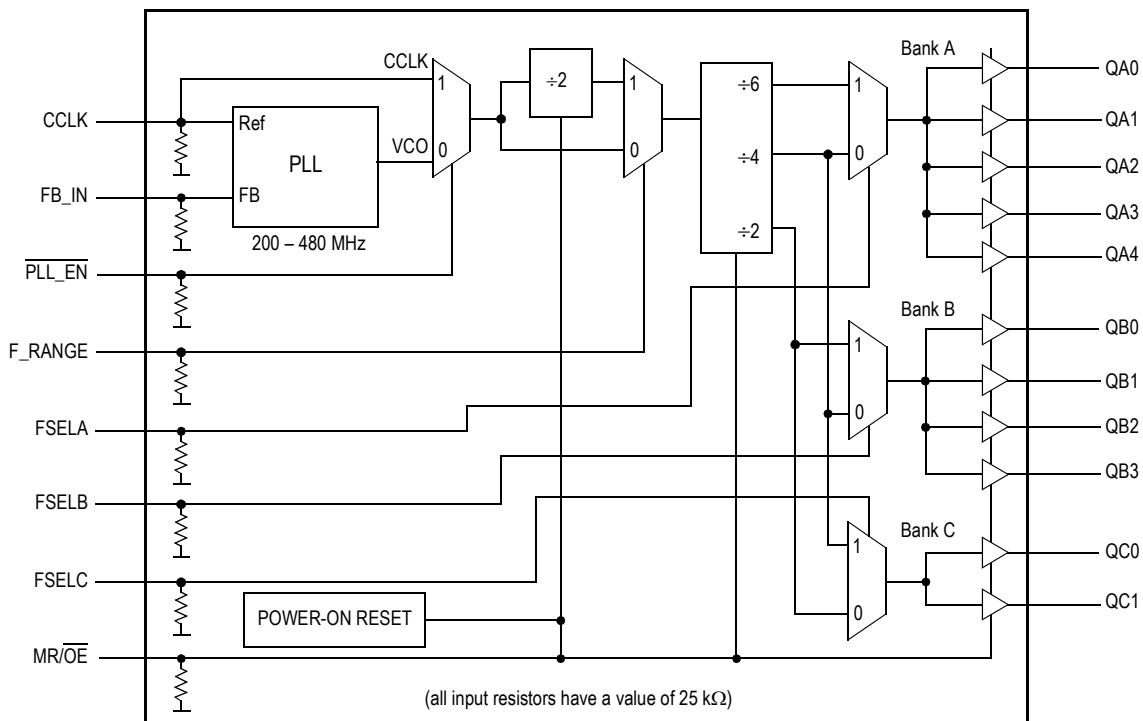 CCLK
FB_IN
PLL_EN
F_RANGE
FSELA
FSELB
FSELC
MR/OE
Ref
FB
PLL
200 – 480 MHz
CCLK
VCO
1
0
÷2
1
0
÷6
÷4
÷2
1
0
Bank A
QA0
QA1
QA2
QA3
QA4
1
0
Bank B
QB0
QB1
QB2
QB3
1
0
Bank C
QC0
QC1
POWER-ON RESET
(all input resistors have a value of 25 kΩ)